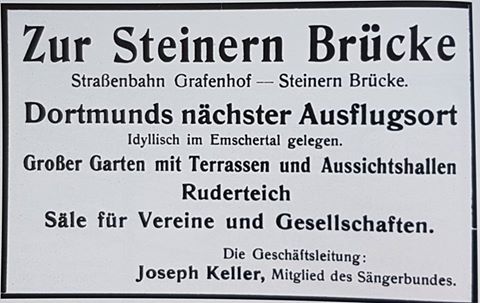 Zur Steinern Brücke
Straßenbahn Grafenhof — Steinern Brücke.
Dortmunds nächster Ausflugsort
Idyllisch im Emschertal gelegen.
Großer Garten mit Terrassen und Aussichtshallen
Ruderteich
Säle für Vereine und Gesellschaften.
Die Geschäftsleitung:
Joseph Keller, Mitglied des Sängerbundes.